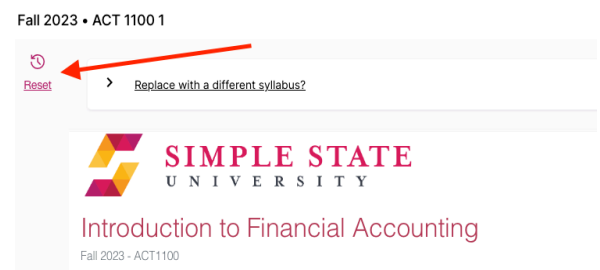 Fall 2023 • ACT 1100 1
Reset
Replace with a different syllabus?
SIMPLE STATE
UNIVERSITY
Introduction to Financial Accounting
Fall 2023 - ACT1100